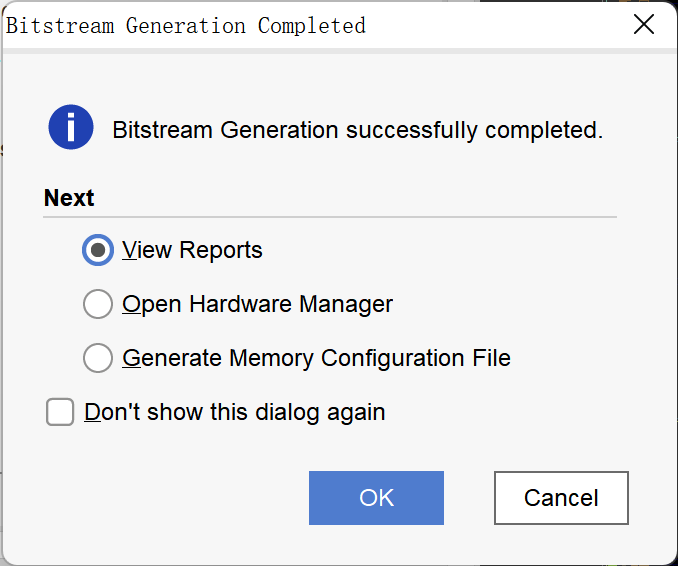 Bitstream Generation Completed
Bitstream Generation successfully completed.
Next
View Reports
Open Hardware Manager
Generate Memory Configuration File
Don't show this dialog again
OK
Cancel